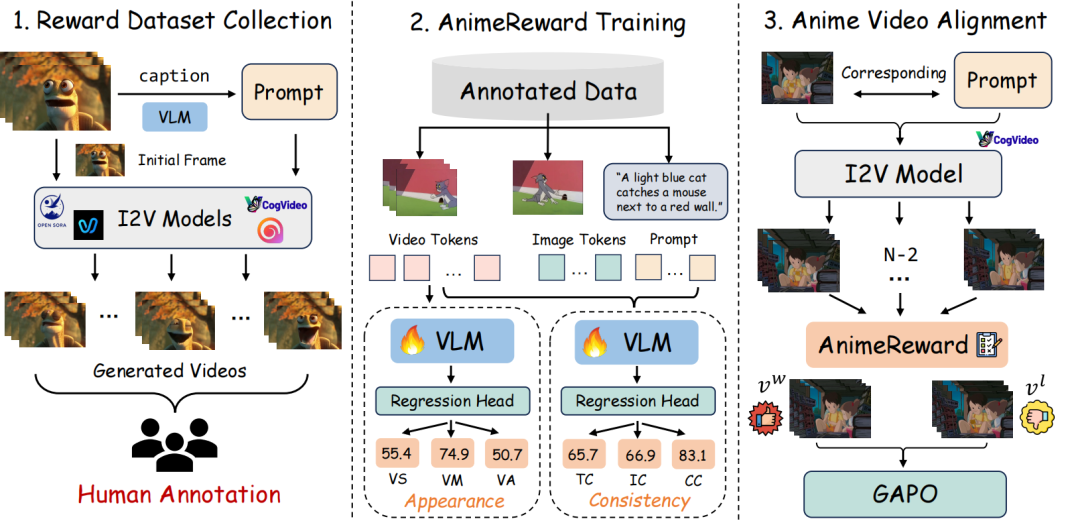 1. Reward Dataset Collection
caption
VLM
Prompt
Initial Frame
OPEN SORA
I2V Models
CogVideo
...
...
Generated Videos
Human Annotation
2. AnimeReward Training
Annotated Data
"A light blue cat
catches a mouse
next to a red wall."
Video Tokens
Image Tokens
Prompt
...
...
...
VLM
Regression Head
55.4
74.9
50.7
VS
VM
VA
Appearance
VLM
Regression Head
65.7
66.9
83.1
TC
IC
CC
Consistency
3. Anime Video Alignment
Corresponding
Prompt
CogVideo
I2V Model
N-2
...
AnimeReward
v^w
v^l
GAPO